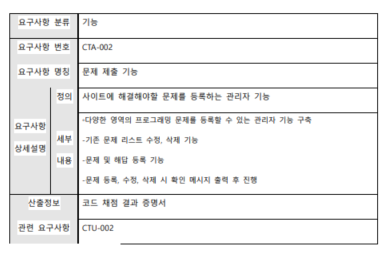 요구사항 분류 기능
요구사항 번호 CTA-002
요구사항 명칭 문제 제출 기능
요구사항 상세설명 정의 사이트에 해결해야할 문제를 등록하는 관리자 기능
세부 내용 -다양한 영역의 프로그래밍 문제를 등록할 수 있는 관리자 기능 구축
-기존 문제 리스트 수정, 삭제 기능
-문제 및 해답 등록 기능
-문제 등록, 수정, 삭제 시 확인 메시지 출력 후 진행
산출정보 코드 채점 결과 증명서
관련 요구사항 CTU-002